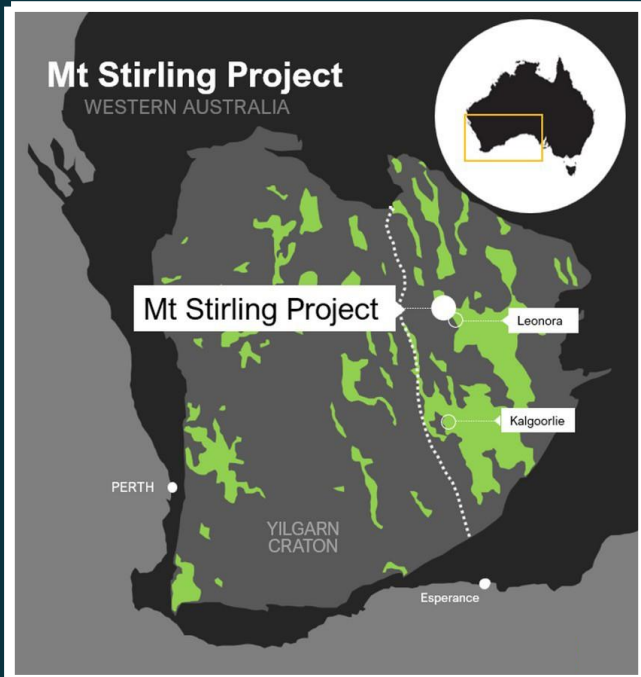 Mt Stirling Project
WESTERN AUSTRALIA
Mt Stirling Project
Leonora
Kalgoorlie
PERTH
YILGARN
CRATON
Esperance